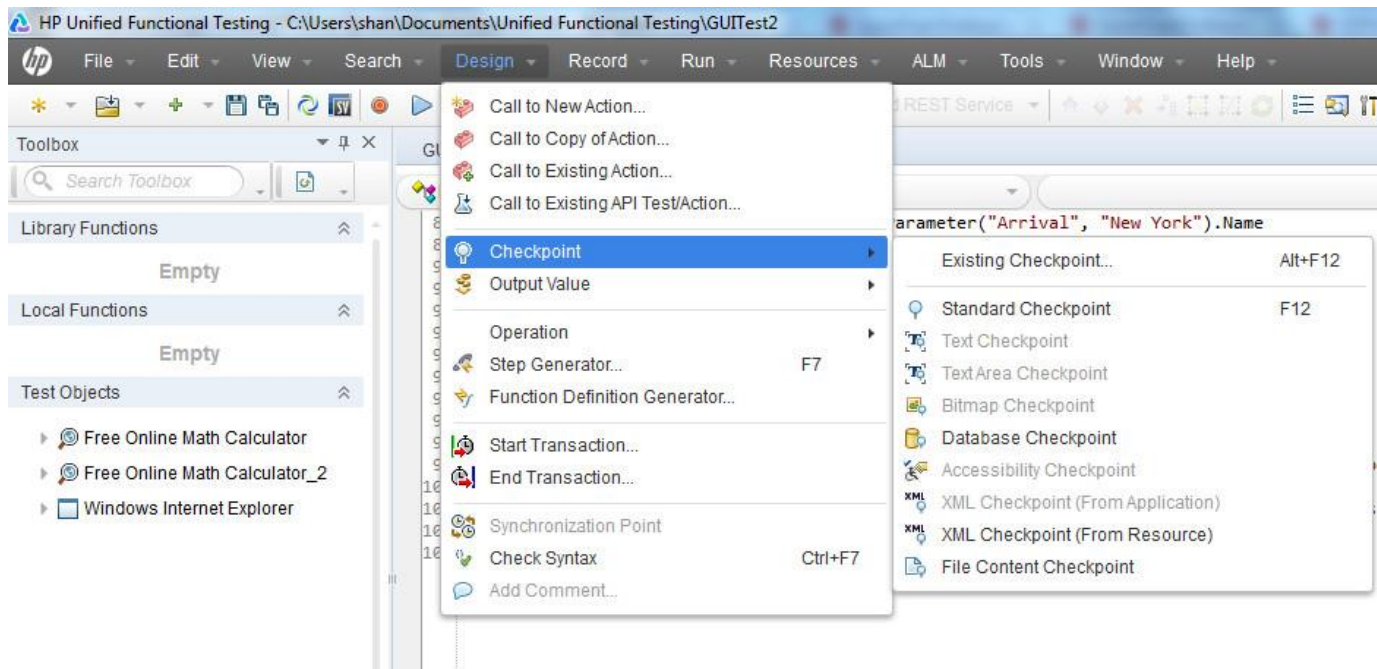 HP Unified Functional Testing - C:\Users\shan\Documents\Unified Functional Testing\GUITest2
hp File Edit View Search Design Record Run Resources ALM Tools Window Help
SV REST Service
Toolbox
Search Toolbox
Library Functions
Empty
Local Functions
Empty
Test Objects
Free Online Math Calculator
Free Online Math Calculator_2
Windows Internet Explorer
Call to New Action...
Call to Copy of Action...
Call to Existing Action...
Call to Existing API Test/Action...
Checkpoint
Output Value
Operation
Step Generator... F7
Function Definition Generator...
Start Transaction...
End Transaction...
Synchronization Point
Check Syntax Ctrl+F7
Add Comment...
arameter("Arrival", "New York").Name
Existing Checkpoint... Alt+F12
Standard Checkpoint F12
Text Checkpoint
Text Area Checkpoint
Bitmap Checkpoint
Database Checkpoint
Accessibility Checkpoint
XML Checkpoint (From Application)
XML Checkpoint (From Resource)
File Content Checkpoint